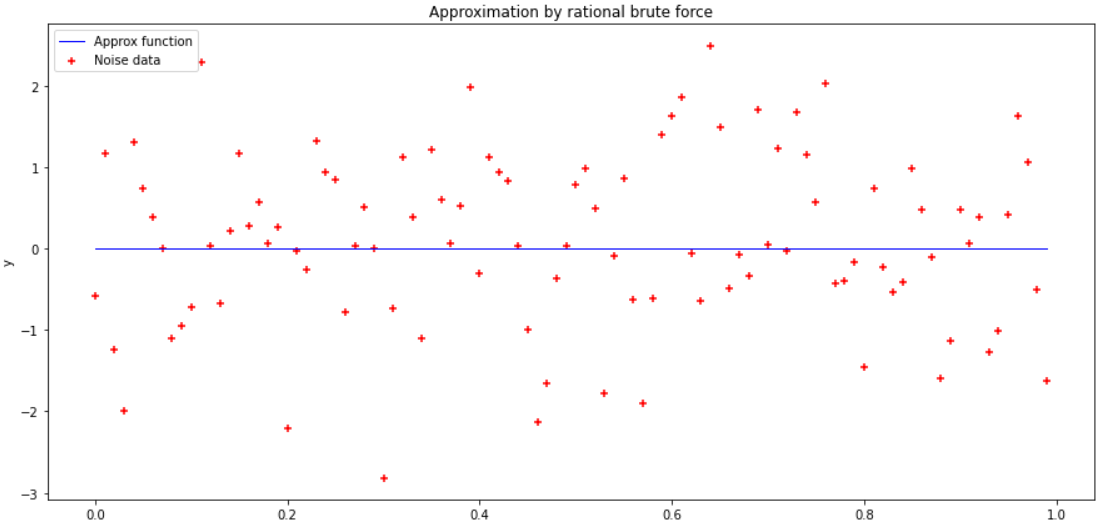 Approximation by rational brute force
Approx function
Noise data
2
1
0
−1
−2
−3
y
0.0 0.2 0.4 0.6 0.8 1.0